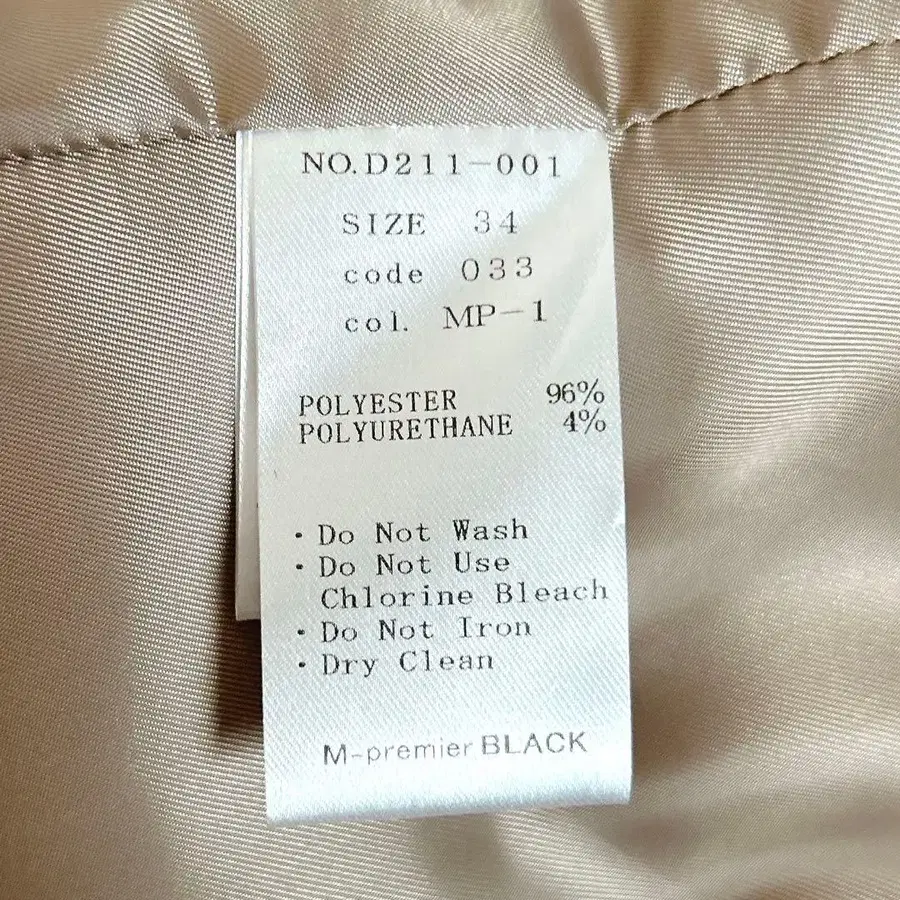 NO.D211-001
SIZE 34
code 033
col. MP-1
POLYESTER 96%
POLYURETHANE 4%
・Do Not Wash
・Do Not Use
Chlorine Bleach
・Do Not Iron
・Dry Clean
M-premier BLACK